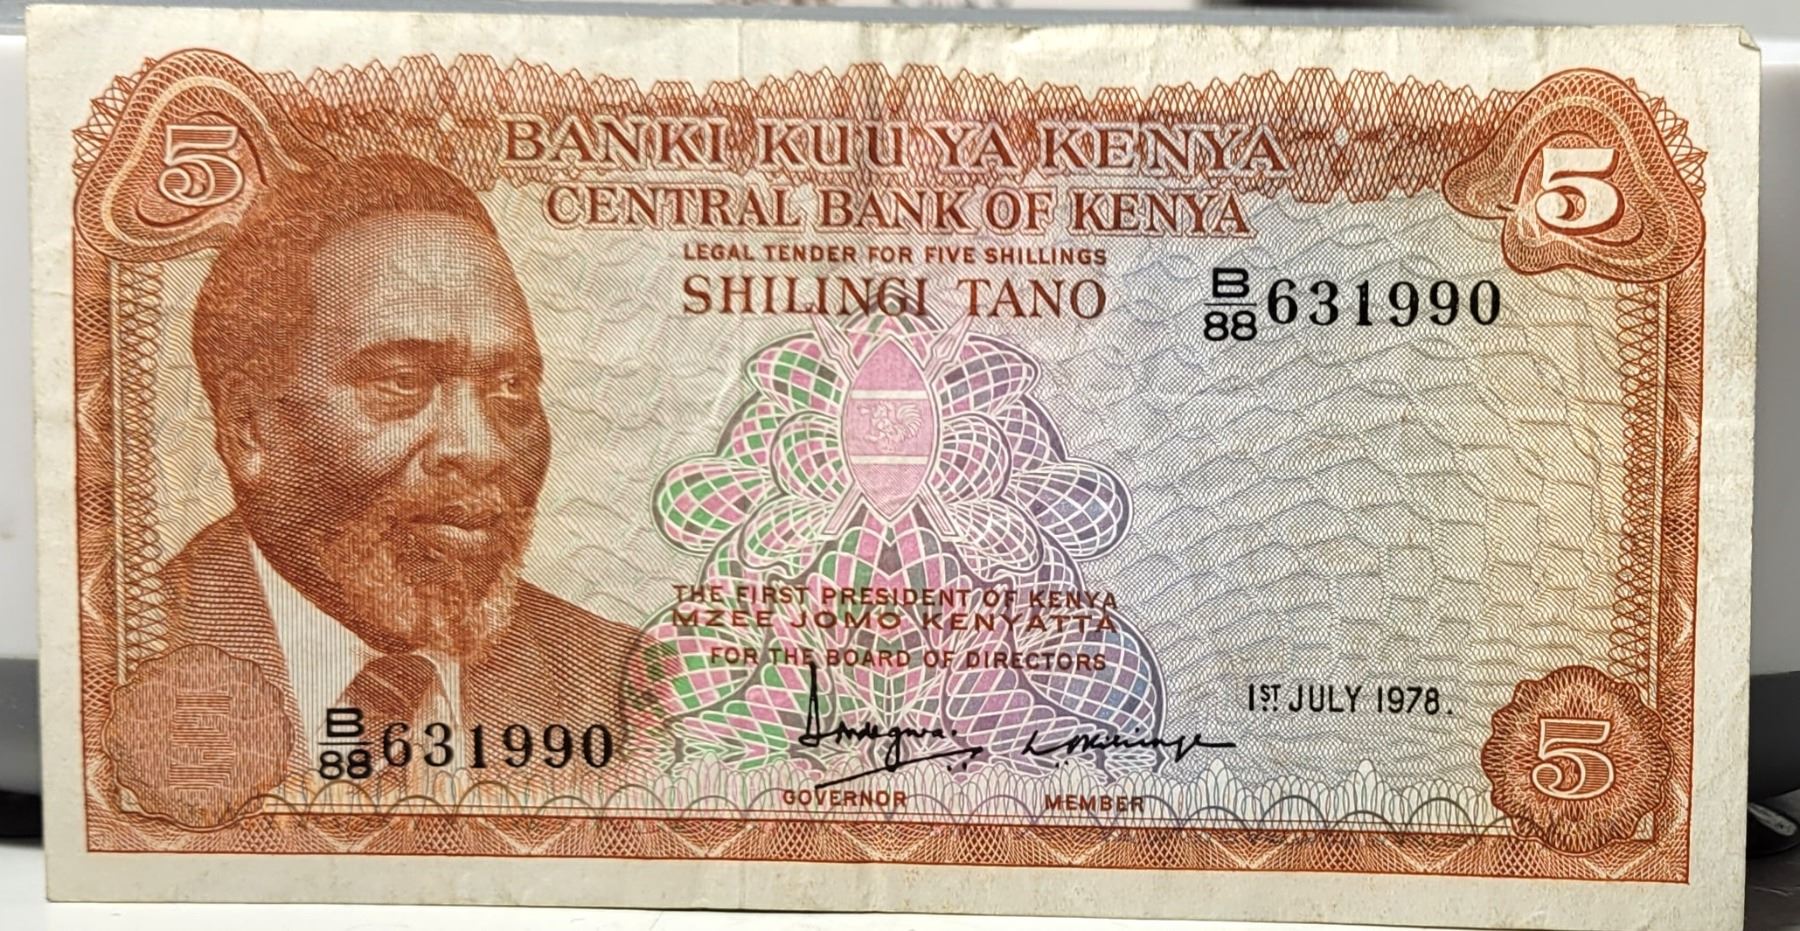 5
5
BANKI KUU YA KENYA
CENTRAL BANK OF KENYA
LEGAL TENDER FOR FIVE SHILLINGS
SHILINGI TANO
B/88 631990
THE FIRST PRESIDENT OF KENYA
MZEE JOMO KENYATTA
FOR THE BOARD OF DIRECTORS
1ST JULY 1978.
B/88 631990
5
GOVERNOR
MEMBER